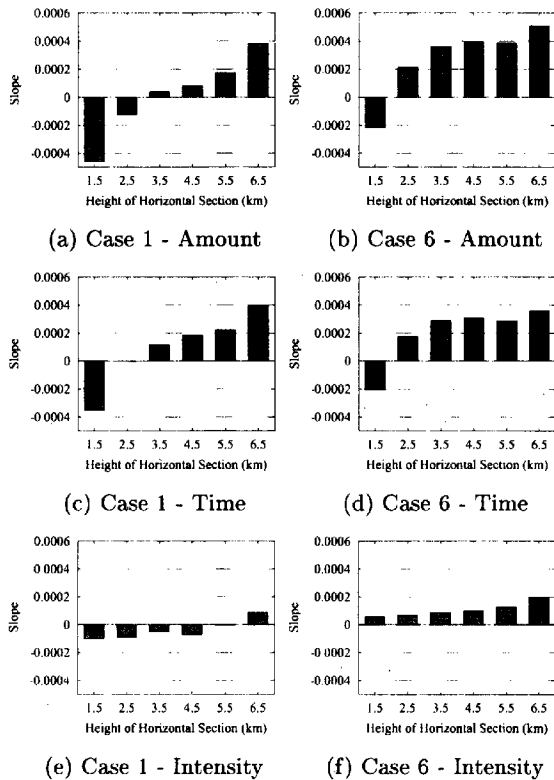 0.0006
0.0004
0.0002
0
-0.0002
-0.0004
Slope
1.5 2.5 3.5 4.5 5.5 6.5
Height of Horizontal Section (km)
(a) Case 1 - Amount
0.0006
0.0004
0.0002
0
-0.0002
-0.0004
Slope
1.5 2.5 3.5 4.5 5.5 6.5
Height of Horizontal Section (km)
(b) Case 6 - Amount
0.0006
0.0004
0.0002
0
-0.0002
-0.0004
Slope
1.5 2.5 3.5 4.5 5.5 6.5
Height of Horizontal Section (km)
(c) Case 1 - Time
0.0006
0.0004
0.0002
0
-0.0002
-0.0004
Slope
1.5 2.5 3.5 4.5 5.5 6.5
Height of Horizontal Section (km)
(d) Case 6 - Time
0.0006
0.0004
0.0002
0
-0.0002
-0.0004
Slope
1.5 2.5 3.5 4.5 5.5 6.5
Height of Horizontal Section (km)
(e) Case 1 - Intensity
0.0006
0.0004
0.0002
0
-0.0002
-0.0004
Slope
1.5 2.5 3.5 4.5 5.5 6.5
Height of Horizontal Section (km)
(f) Case 6 - Intensity